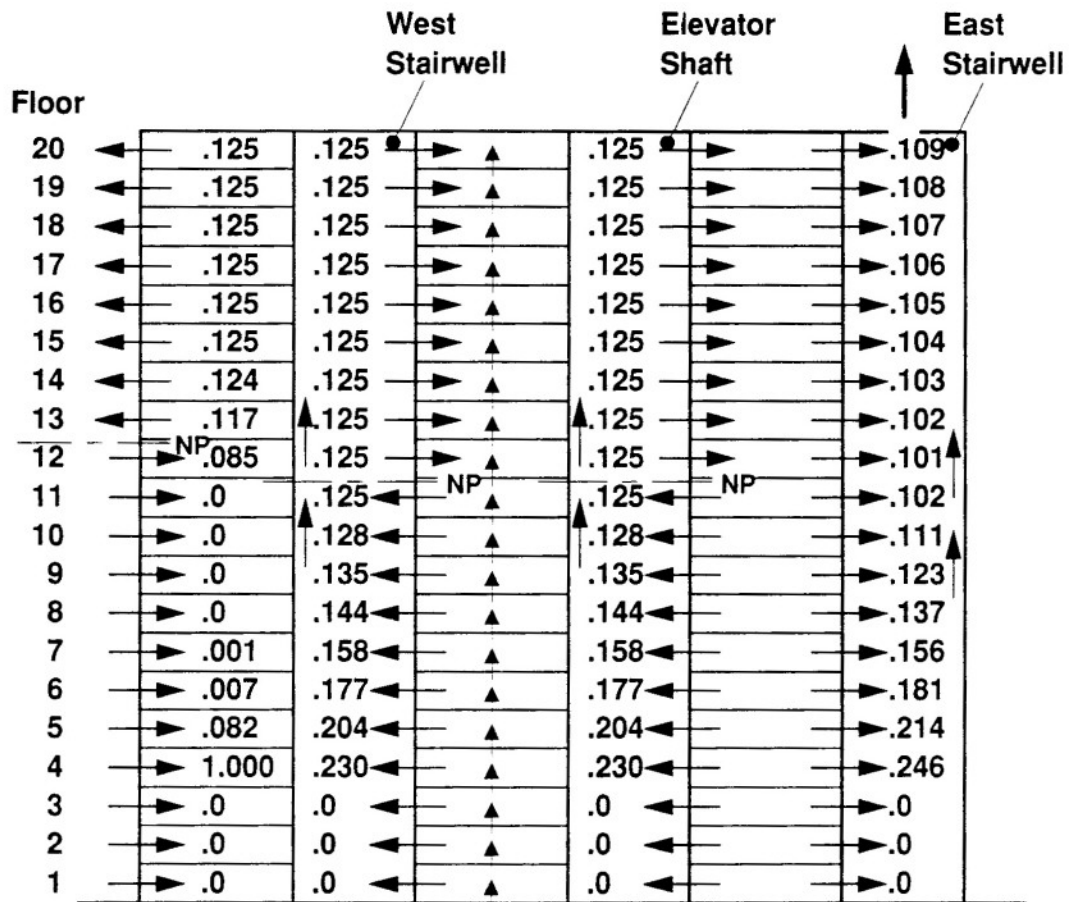 West Stairwell
Elevator Shaft
East Stairwell
Floor
20 .125 .125 .125 .109
19 .125 .125 .125 .108
18 .125 .125 .125 .107
17 .125 .125 .125 .106
16 .125 .125 .125 .105
15 .125 .125 .125 .104
14 .124 .125 .125 .103
13 .117 .125 .125 .102
NP
12 .085 .125 .125 .101
NP NP
11 .0 .125 .125 .102
10 .0 .128 .128 .111
9 .0 .135 .135 .123
8 .0 .144 .144 .137
7 .001 .158 .158 .156
6 .007 .177 .177 .181
5 .082 .204 .204 .214
4 1.000 .230 .230 .246
3 .0 .0 .0 .0
2 .0 .0 .0 .0
1 .0 .0 .0 .0